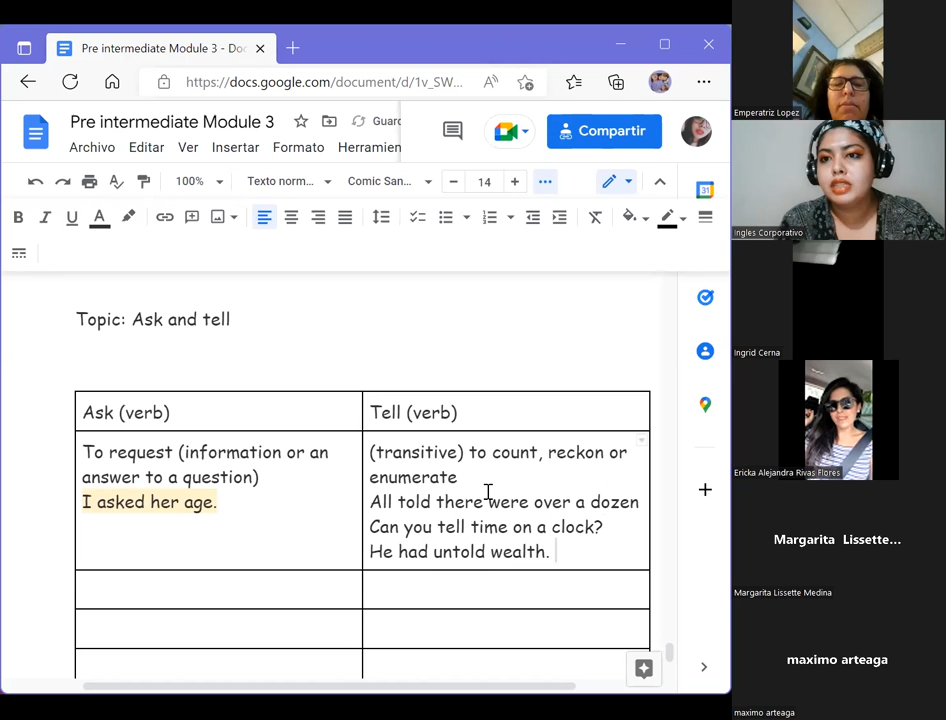 Pre intermediate Module 3 - Doc
https://docs.google.com/document/d/1v_SW...
Pre intermediate Module 3
Guarc
Compartir
Archivo Editar Ver Insertar Formato Herramien
100% Texto norm... Comic San... 14
31
B I U A
Topic: Ask and tell
Ask (verb)
Tell (verb)
To request (information or an
answer to a question)
I asked her age.
(transitive) to count, reckon or
enumerate
All told there were over a dozen
Can you tell time on a clock?
He had untold wealth.
Emperatriz Lopez
Ingles Corporativo
Ingrid Cerna
Ericka Alejandra Rivas Flores
Margarita Lissette...
Margarita Lissette Medina
maximo arteaga
maximo arteaga